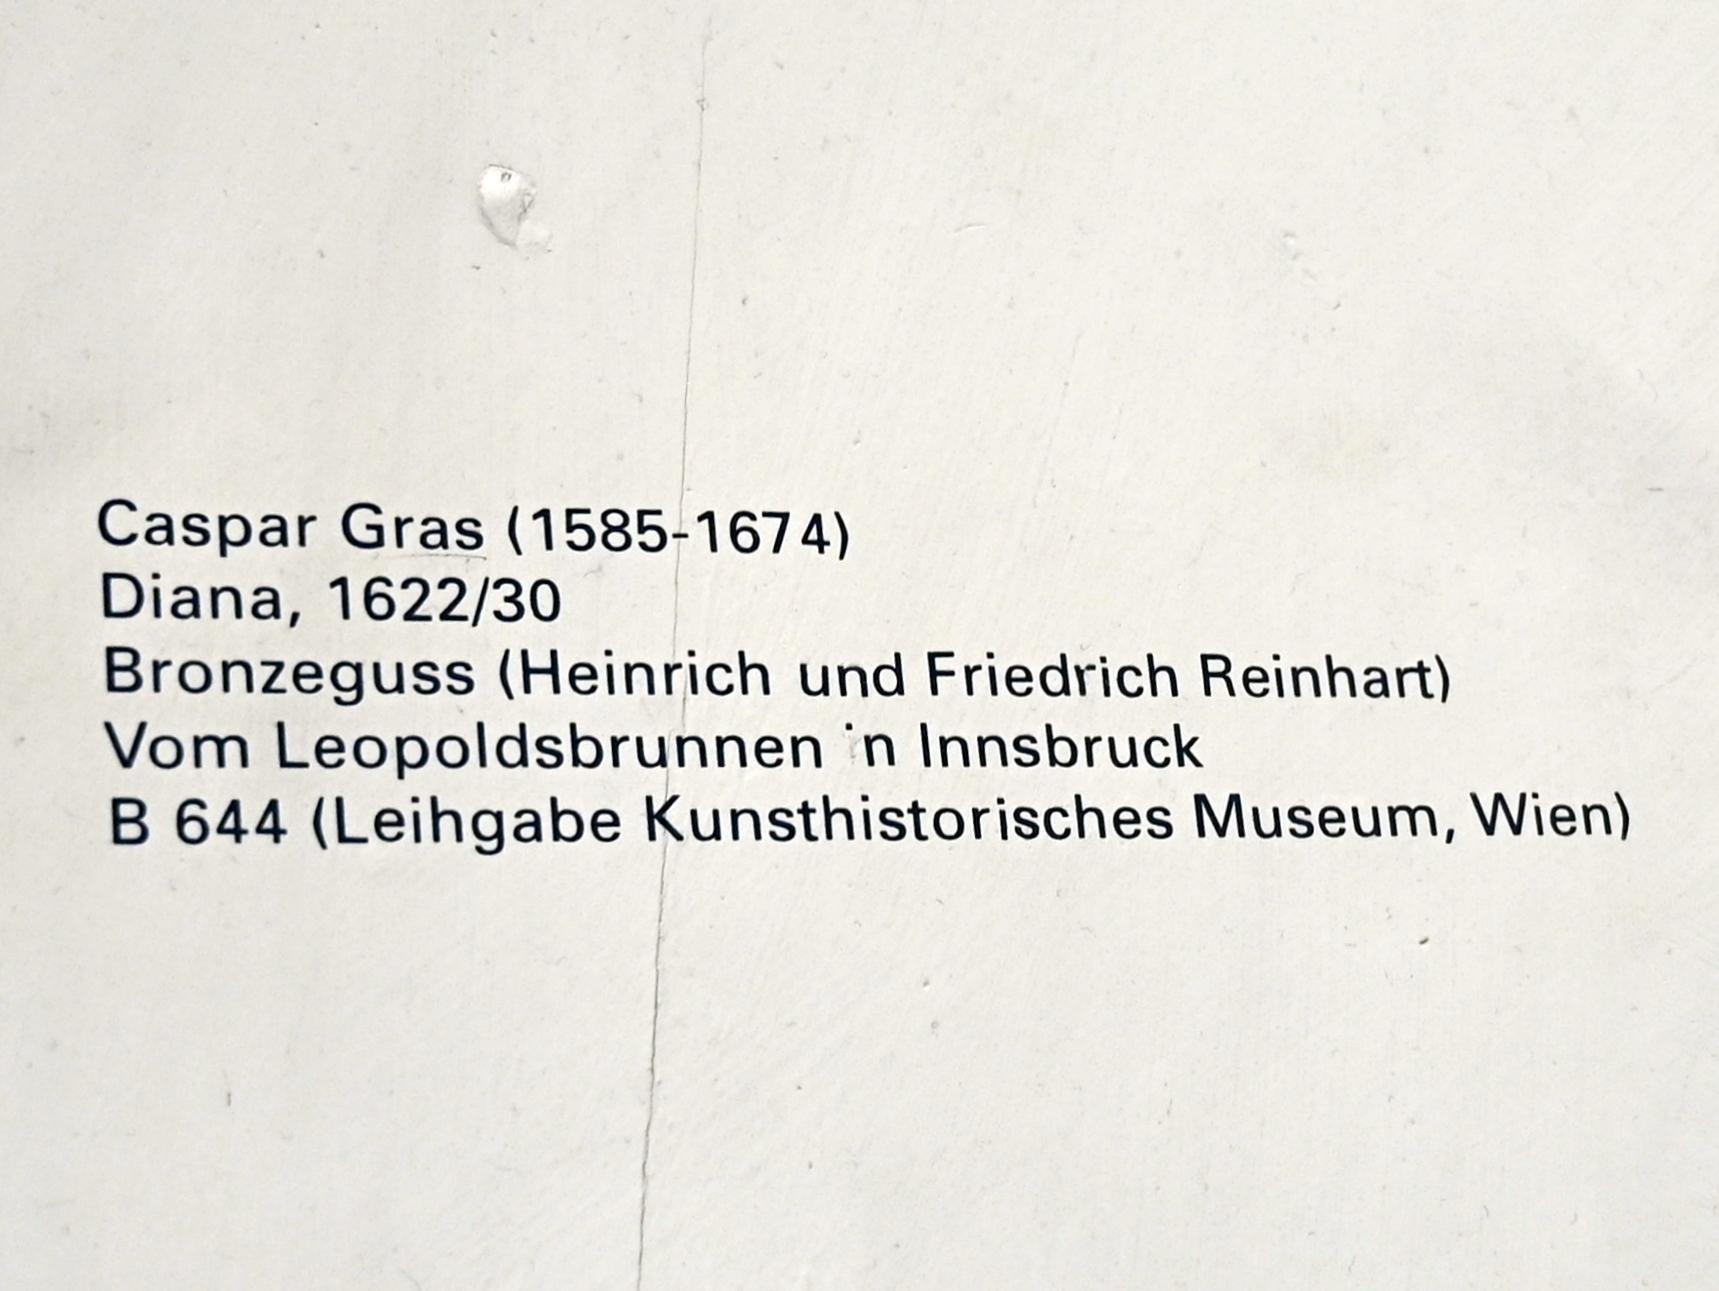 Caspar Gras (1585-1674)
Diana, 1622/30
Bronzeguss (Heinrich und Friedrich Reinhart)
Vom Leopoldsbrunnen in Innsbruck
B 644 (Leihgabe Kunsthistorisches Museum, Wien)